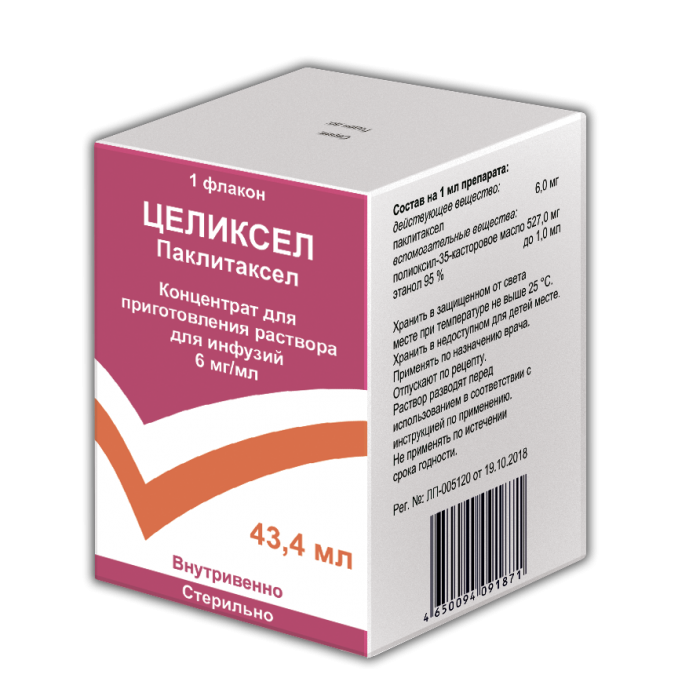 Серия:
Годен до:
1 флакон
ЦЕЛИКСЕЛ
Паклитаксел
Концентрат для
приготовления раствора
для инфузий
6 мг/мл
43,4 мл
Внутривенно
Стерильно
Состав на 1 мл препарата:
действующее вещество:
паклитаксел 6,0 мг
вспомогательные вещества:
полиоксил-35-касторовое масло 527,0 мг
этанол 95 % до 1,0 мл
Хранить в защищенном от света
месте при температуре не выше 25 °С.
Хранить в недоступном для детей месте.
Применять по назначению врача.
Отпускают по рецепту.
Раствор разводят перед
использованием в соответствии с
инструкцией по применению.
Не применять по истечении
срока годности.
Рег. №: ЛП-005120 от 19.10.2018
4 650094 091871